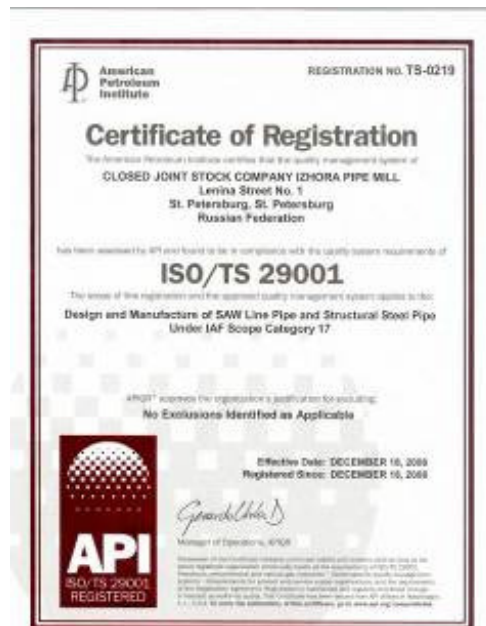 American
Petroleum
Institute
REGISTRATION NO. TS-0219
Certificate of Registration
The American Petroleum Institute certifies that the quality management system of
CLOSED JOINT STOCK COMPANY IZHORA PIPE MILL
Lenina Street No. 1
St. Petersburg, St. Petersburg
Russian Federation
has been assessed by API and found to be in compliance with the quality system requirements of
ISO/TS 29001
The scope of this registration and the approved quality management system applies to the:
Design and Manufacture of SAW Line Pipe and Structural Steel Pipe
Under IAF Scope Category 17
APIQR approves the organization's justification for excluding:
No Exclusions Identified as Applicable
Effective Date: DECEMBER
Registered Since: DECEMBER
Manager of Operations, APIQR
API
ISO/TS 29001
REGISTERED